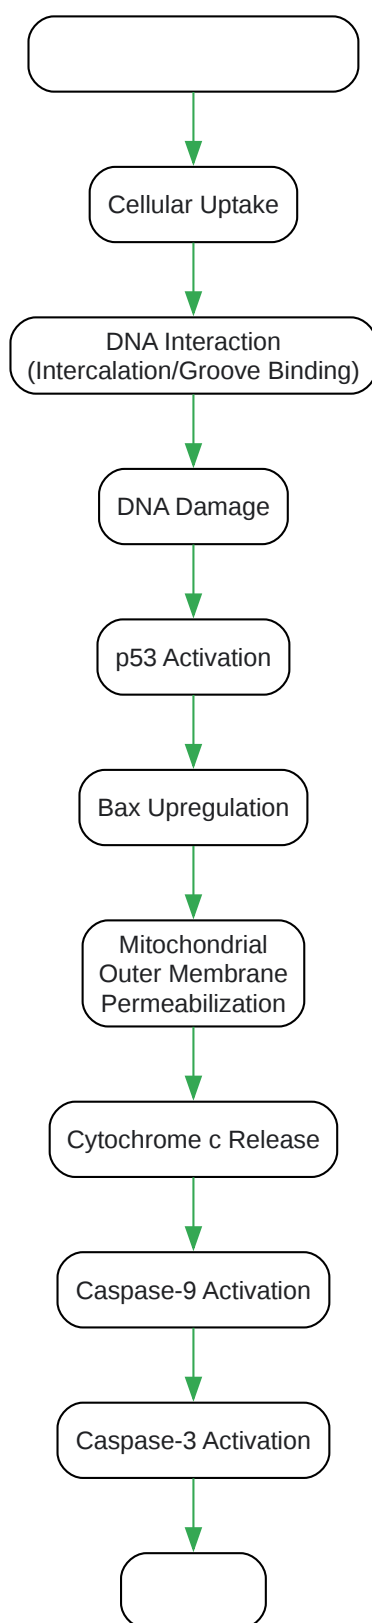 Cellular Uptake
DNA Interaction
(Intercalation/Groove Binding)
DNA Damage
p53 Activation
Bax Upregulation
Mitochondrial
Outer Membrane
Permeabilization
Cytochrome c Release
Caspase-9 Activation
Caspase-3 Activation